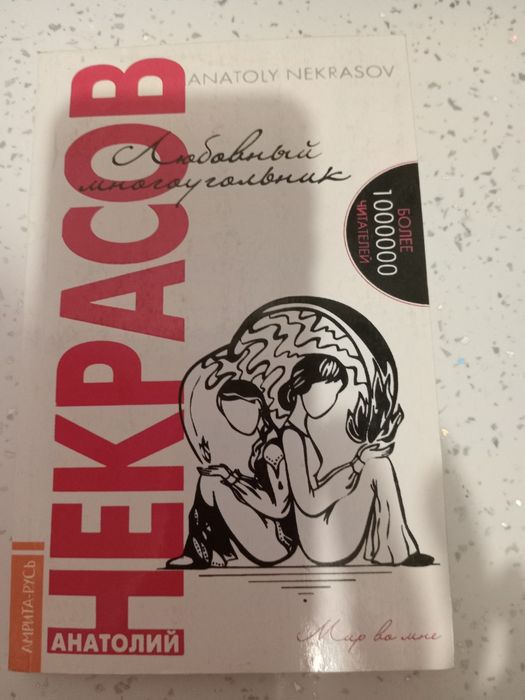 ANATOLY NEKRASOV
Любовный
многоугольник
БОЛЕЕ
1000000
ЧИТАТЕЛЕЙ
НЕКРАСОВ
АНАТОЛИЙ
АМРИТА-РУСЬ
Мир во мне